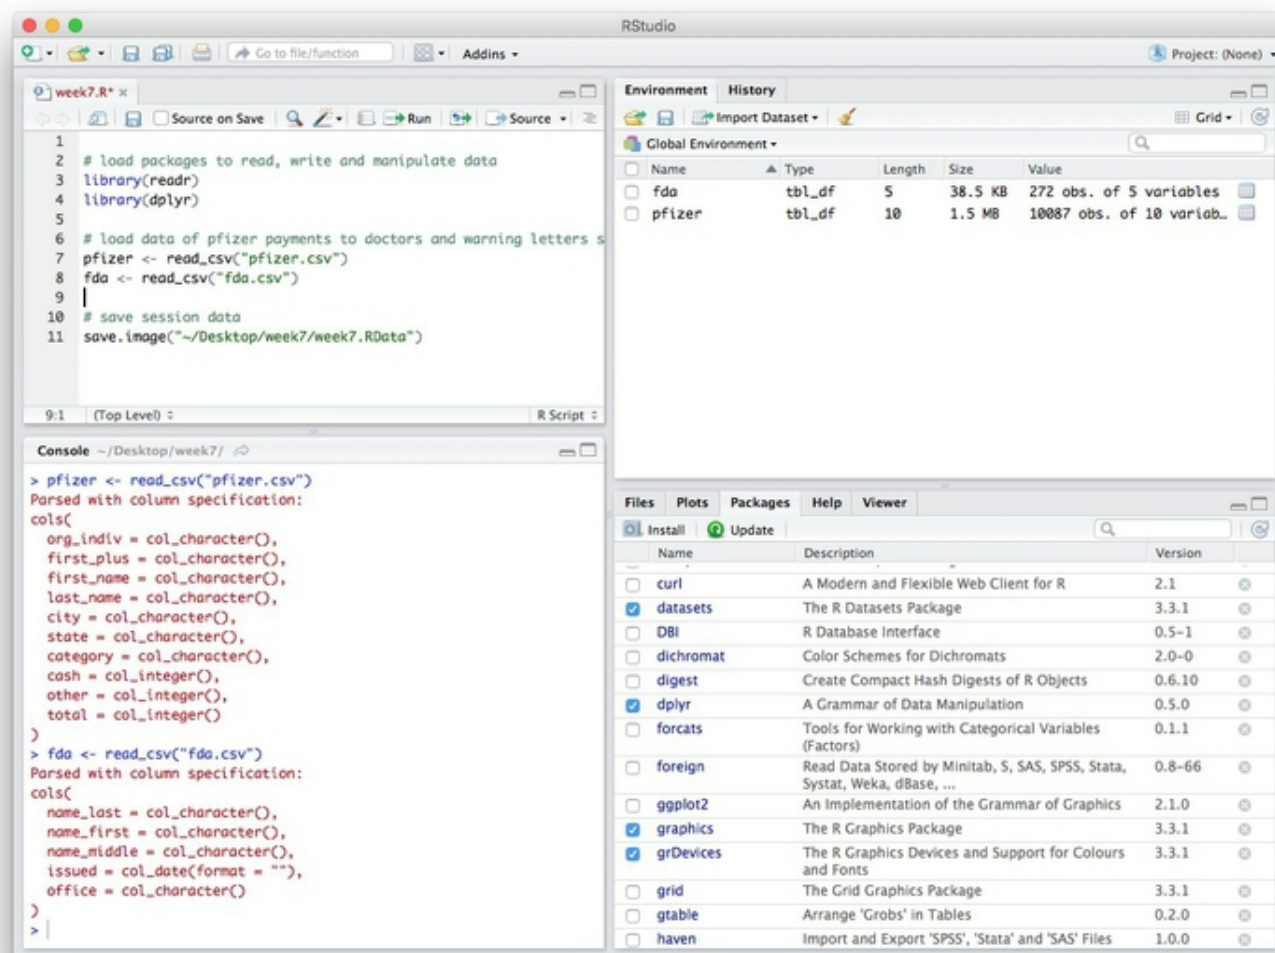 RStudio
Go to file/function
Addins
Project: (None)
week7.R*
Source on Save
Run
Source
1
2 # load packages to read, write and manipulate data
3 library(readr)
4 library(dplyr)
5
6 # load data of pfizer payments to doctors and warning letters s
7 pfizer <- read_csv("pfizer.csv")
8 fda <- read_csv("fda.csv")
9
10 # save session data
11 save.image("~/Desktop/week7/week7.RData")
9:1 (Top Level) R Script
Console ~/Desktop/week7/
> pfizer <- read_csv("pfizer.csv")
Parsed with column specification:
cols(
org_indiv = col_character(),
first_plus = col_character(),
first_name = col_character(),
last_name = col_character(),
city = col_character(),
state = col_character(),
category = col_character(),
cash = col_integer(),
other = col_integer(),
total = col_integer()
)
> fda <- read_csv("fda.csv")
Parsed with column specification:
cols(
name_last = col_character(),
name_first = col_character(),
name_middle = col_character(),
issued = col_date(format = ""),
office = col_character()
)
>
Environment History
Import Dataset
Grid
Global Environment
Name Type Length Size Value
fda tbl_df 5 38.5 KB 272 obs. of 5 variables
pfizer tbl_df 10 1.5 MB 10087 obs. of 10 variab…
Files Plots Packages Help Viewer
Install Update
Name Description Version
curl A Modern and Flexible Web Client for R 2.1
datasets The R Datasets Package 3.3.1
DBI R Database Interface 0.5-1
dichromat Color Schemes for Dichromats 2.0-0
digest Create Compact Hash Digests of R Objects 0.6.10
dplyr A Grammar of Data Manipulation 0.5.0
forcats Tools for Working with Categorical Variables 0.1.1
(Factors)
foreign Read Data Stored by Minitab, S, SAS, SPSS, Stata, 0.8-66
Systat, Weka, dBase, ...
ggplot2 An Implementation of the Grammar of Graphics 2.1.0
graphics The R Graphics Package 3.3.1
grDevices The R Graphics Devices and Support for Colours 3.3.1
and Fonts
grid The Grid Graphics Package 3.3.1
gtable Arrange 'Grobs' in Tables 0.2.0
haven Import and Export 'SPSS', 'Stata' and 'SAS' Files 1.0.0